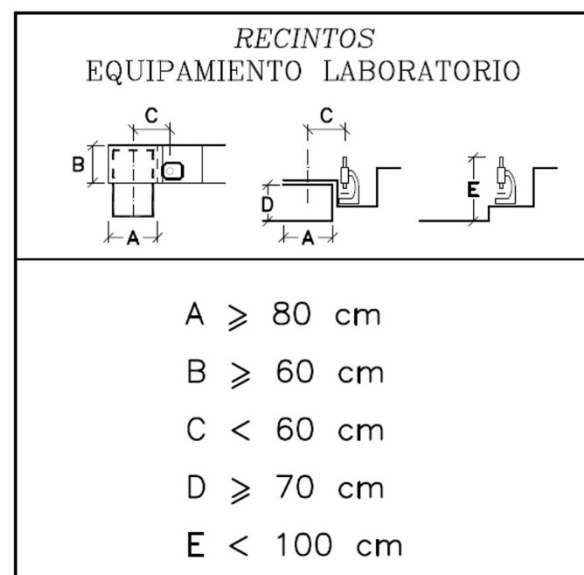 RECINTOS
EQUIPAMIENTO LABORATORIO
C C
B D E
A A
A ⩾ 80 cm
B ⩾ 60 cm
C < 60 cm
D ⩾ 70 cm
E < 100 cm